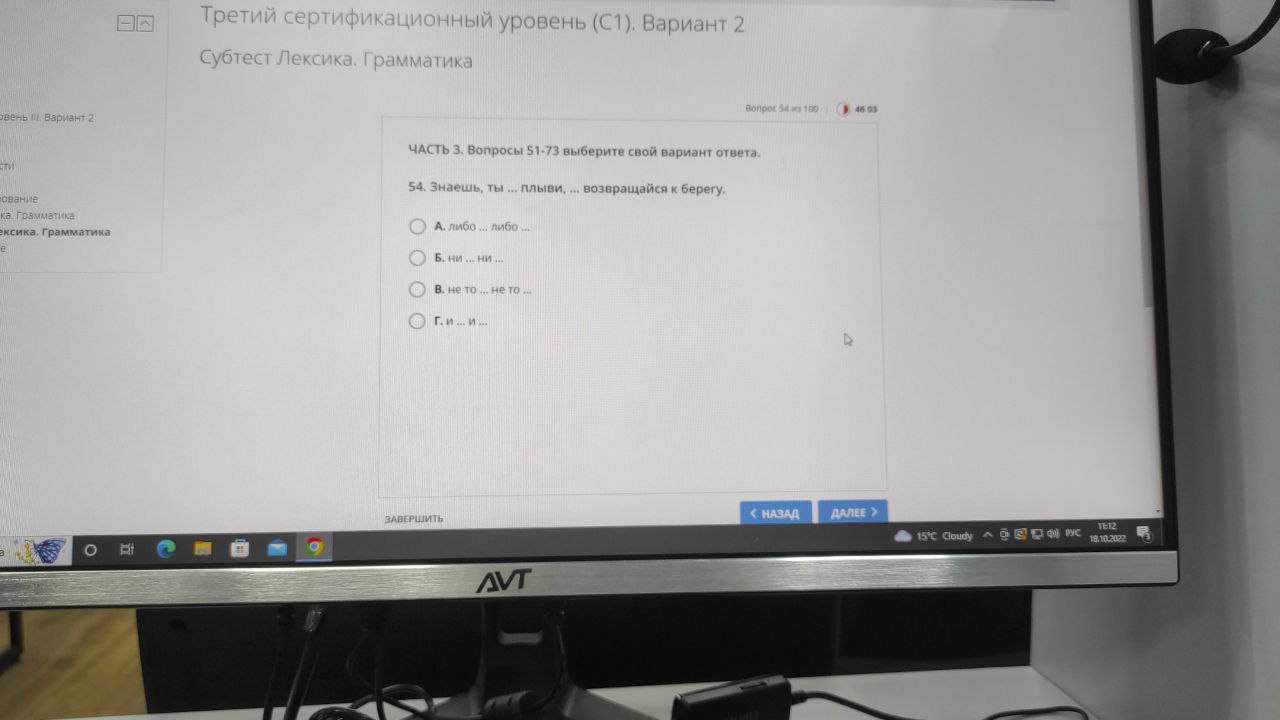 Третий сертификационный уровень (С1). Вариант 2
Субтест Лексика. Грамматика
овень III. Вариант 2
сти
ование
ка. Грамматика
ексика. Грамматика
е
Вопрос 54 из 100
46:03
ЧАСТЬ 3. Вопросы 51-73 выберите свой вариант ответа.
54. Знаешь, ты ... плыви, ... возвращайся к берегу.
А. либо ... либо ...
Б. ни ... ни ...
В. не то ... не то ...
Г. и ... и ...
ЗАВЕРШИТЬ
НАЗАД
ДАЛЕЕ
а
15°C Cloudy
РУС
11:12
18.10.2022
3
AVT